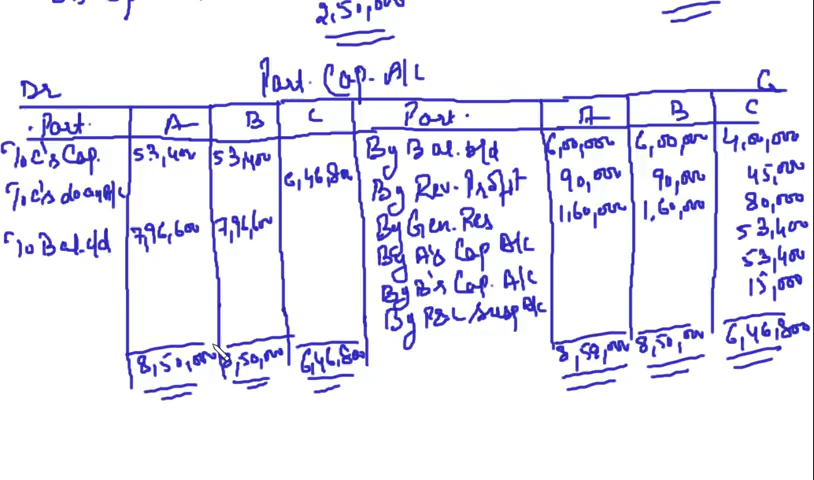 2,50,000
Part. Cap. A/C
Dr Cr
Part. A B C Part. A B C
To C's Cap. 53,400 53,400 By Bal. b/d 6,00,000 6,00,000 4,00,000
To C's loan A/c 6,46,800 By Rev. Profit 90,000 90,000 45,000
To Bal. c/d 7,96,600 7,96,600 By Gen. Res 1,60,000 1,60,000 80,000
By A's Cap A/C 53,400
By B's Cap. A/C 53,400
By P&L Susp A/c 15,000
8,50,000 8,50,000 6,46,800 8,50,000 8,50,000 6,46,800